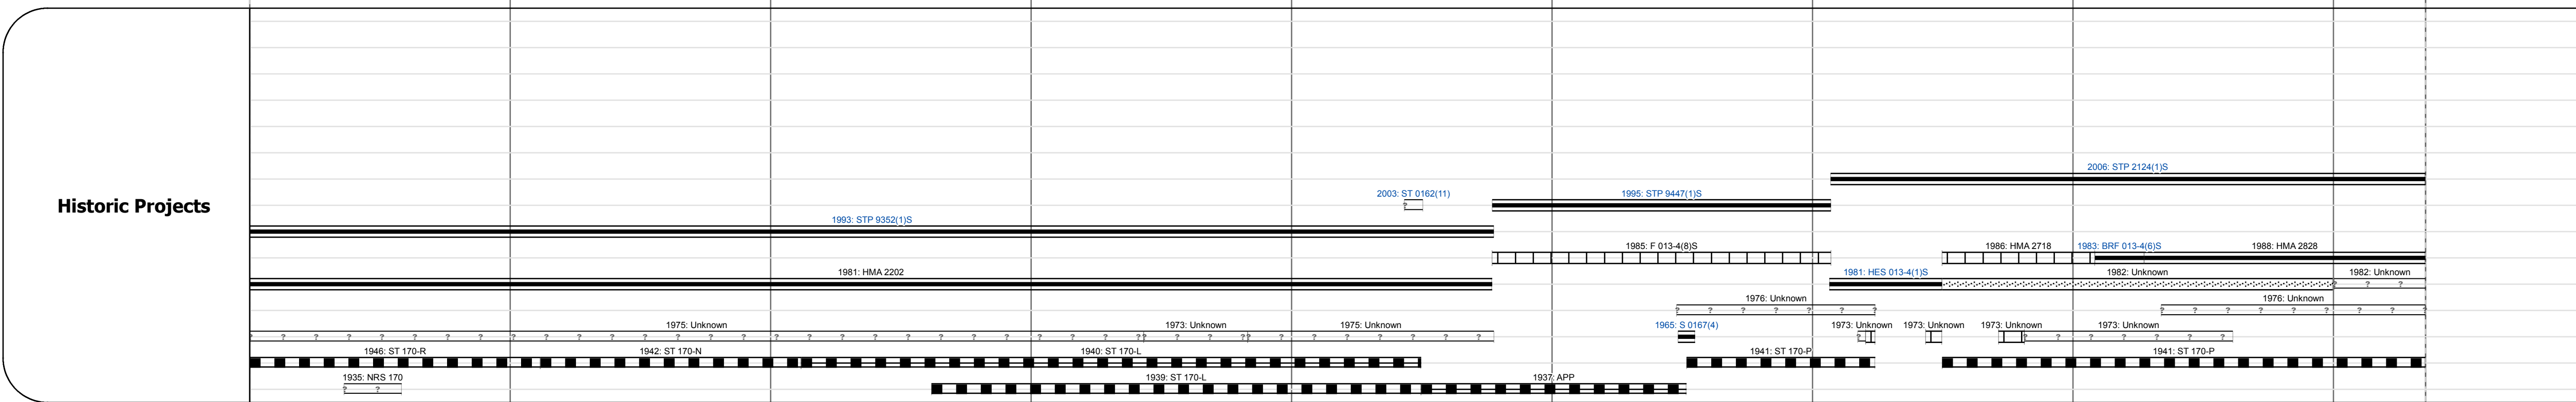 2006: STP 2124(1)S
2003: ST 0162(11)
1995: STP 9447(1)S
Historic Projects
1993: STP 9352(1)S
1985: F 013-4(8)S
1986: HMA 2718
1983: BRF 013-4(6)S
1988: HMA 2828
1981: HMA 2202
1981: HES 013-4(1)S
1982: Unknown
1982: Unknown
1976: Unknown
1976: Unknown
1975: Unknown
1973: Unknown
1975: Unknown
1965: S 0167(4)
1973: Unknown
1973: Unknown
1973: Unknown
1973: Unknown
1946: ST 170-R
1942: ST 170-N
1940: ST 170-L
1941: ST 170-P
1941: ST 170-P
1935: NRS 170
1939: ST 170-L
1937: APP